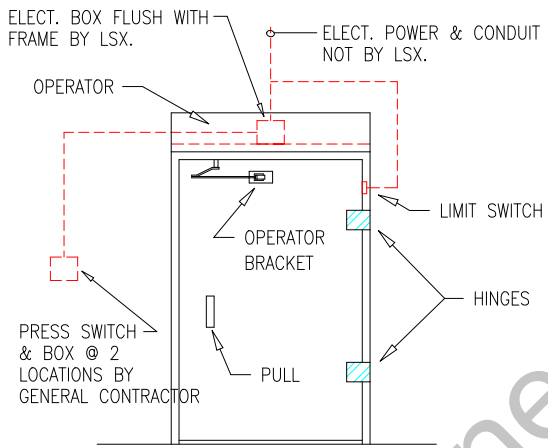 ELECT. BOX FLUSH WITH
FRAME BY LSX.
ELECT. POWER & CONDUIT
NOT BY LSX.
OPERATOR
LIMIT SWITCH
OPERATOR
BRACKET
HINGES
PRESS SWITCH
& BOX @ 2
LOCATIONS BY
GENERAL CONTRACTOR
PULL
ne